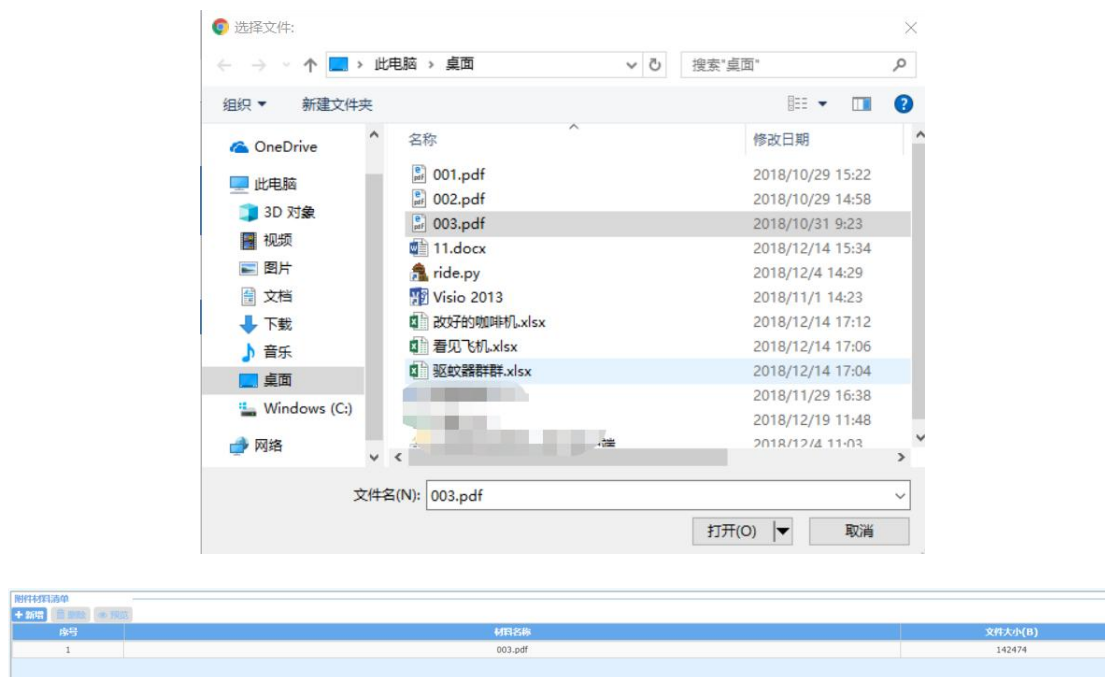 选择文件:
此电脑 › 桌面 搜索"桌面"
组织 新建文件夹
名称 修改日期
OneDrive
此电脑
3D 对象
视频
图片
文档
下载
音乐
桌面
Windows (C:)
网络
001.pdf 2018/10/29 15:22
002.pdf 2018/10/29 14:58
003.pdf 2018/10/31 9:23
11.docx 2018/12/14 15:34
ride.py 2018/12/4 14:29
Visio 2013 2018/11/1 14:23
改好的咖啡机.xlsx 2018/12/14 17:12
看见飞机.xlsx 2018/12/14 17:06
驱蚊器群群.xlsx 2018/12/14 17:04
2018/11/29 16:38
2018/12/19 11:48
2018/12/4 11:03
文件名(N): 003.pdf
打开(O) 取消
附件材料清单
新增 删除 预览
序号 材料名称 文件大小(B)
1 003.pdf 142474